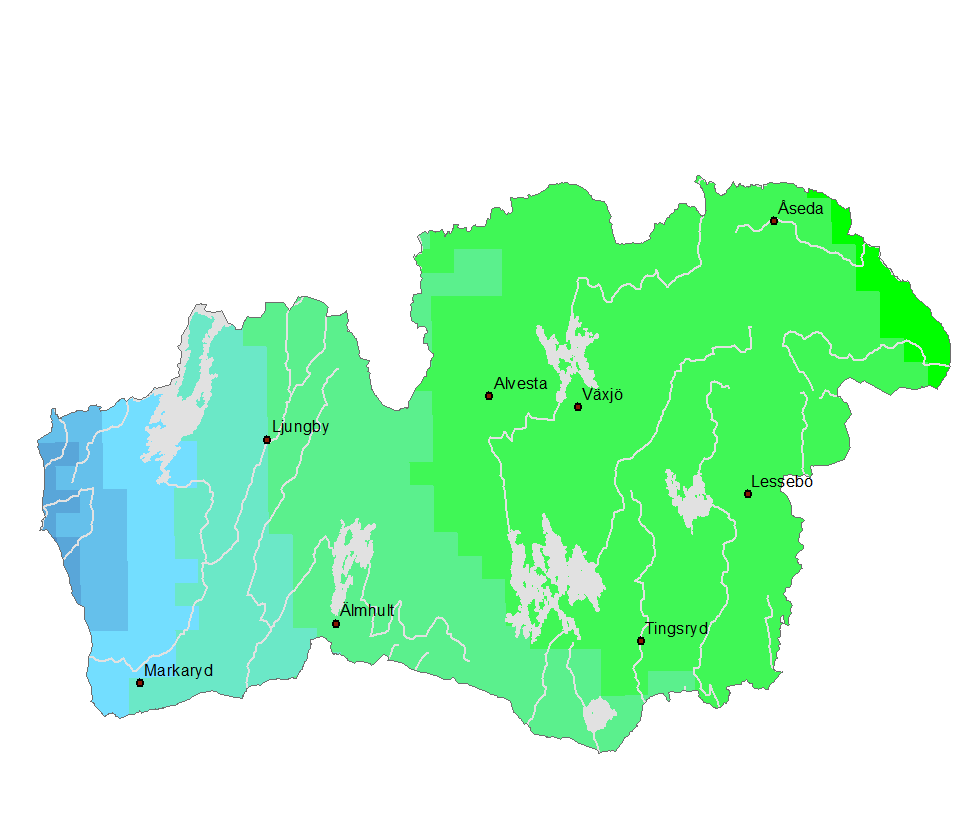 Åseda
Alvesta
Växjö
Ljungby
Lessebo
Älmhult
Tingsryd
Markaryd